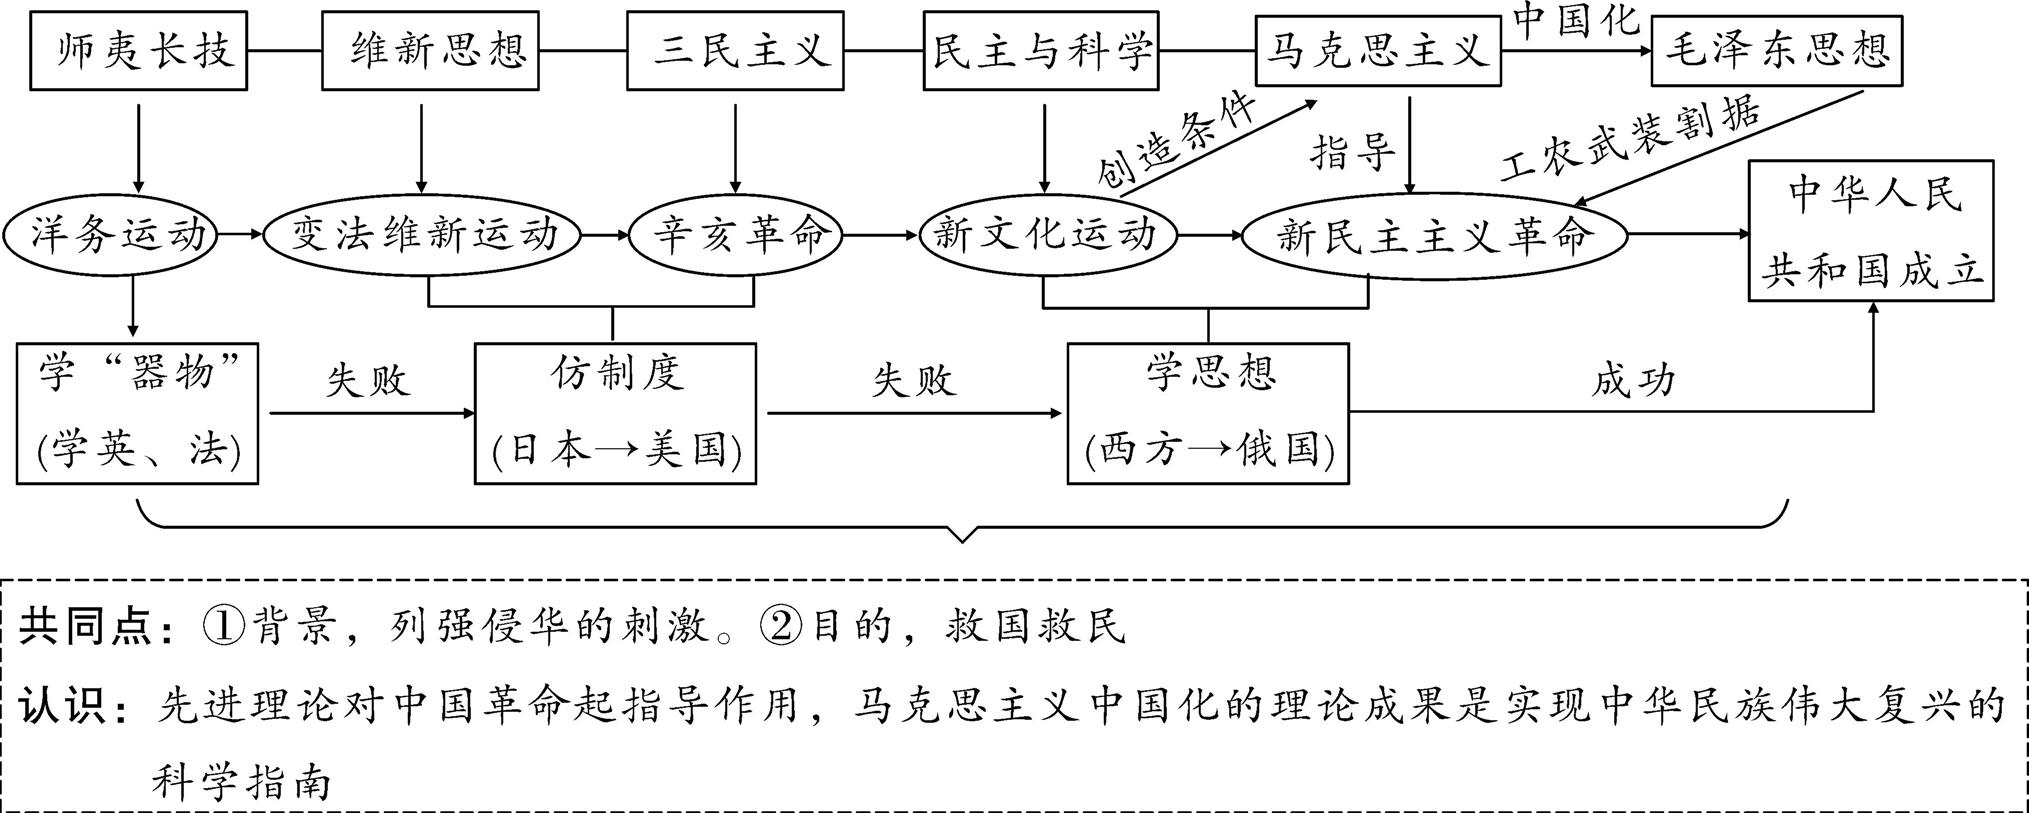 师夷长技
维新思想
三民主义
民主与科学
马克思主义
中国化
毛泽东思想
创造条件
指导
工农武装割据
洋务运动
变法维新运动
辛亥革命
新文化运动
新民主主义革命
中华人民
共和国成立
学“器物”
(学英、法)
失败
仿制度
(日本→美国)
失败
学思想
(西方→俄国)
成功
共同点：①背景，列强侵华的刺激。②目的，救国救民
认识：先进理论对中国革命起指导作用，马克思主义中国化的理论成果是实现中华民族伟大复兴的
科学指南